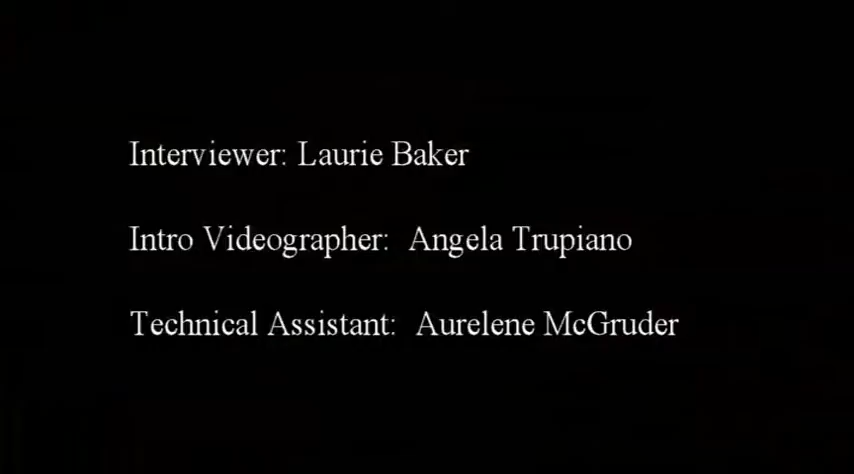 Interviewer: Laurie Baker
Intro Videographer:  Angela Trupiano
Technical Assistant:  Aurelene McGruder